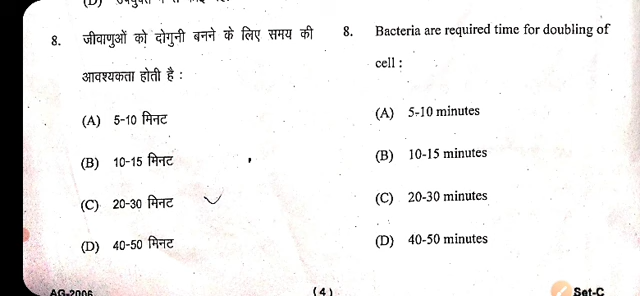 (D)
8. जीवाणुओं को दोगुनी बनने के लिए समय की
आवश्यकता होती है :
(A) 5-10 मिनट
(B) 10-15 मिनट
(C) 20-30 मिनट
(D) 40-50 मिनट
8. Bacteria are required time for doubling of
cell :
(A) 5-10 minutes
(B) 10-15 minutes
(C) 20-30 minutes
(D) 40-50 minutes
AG-2006
(4)
Set-C